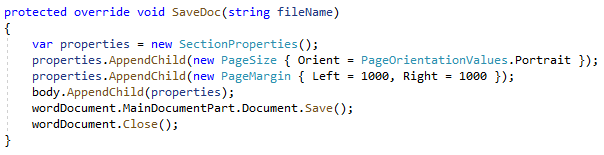 protected override void SaveDoc(string fileName)
{
    var properties = new SectionProperties();
    properties.AppendChild(new PageSize { Orient = PageOrientationValues.Portrait });
    properties.AppendChild(new PageMargin { Left = 1000, Right = 1000 });
    body.AppendChild(properties);
    wordDocument.MainDocumentPart.Document.Save();
    wordDocument.Close();
}